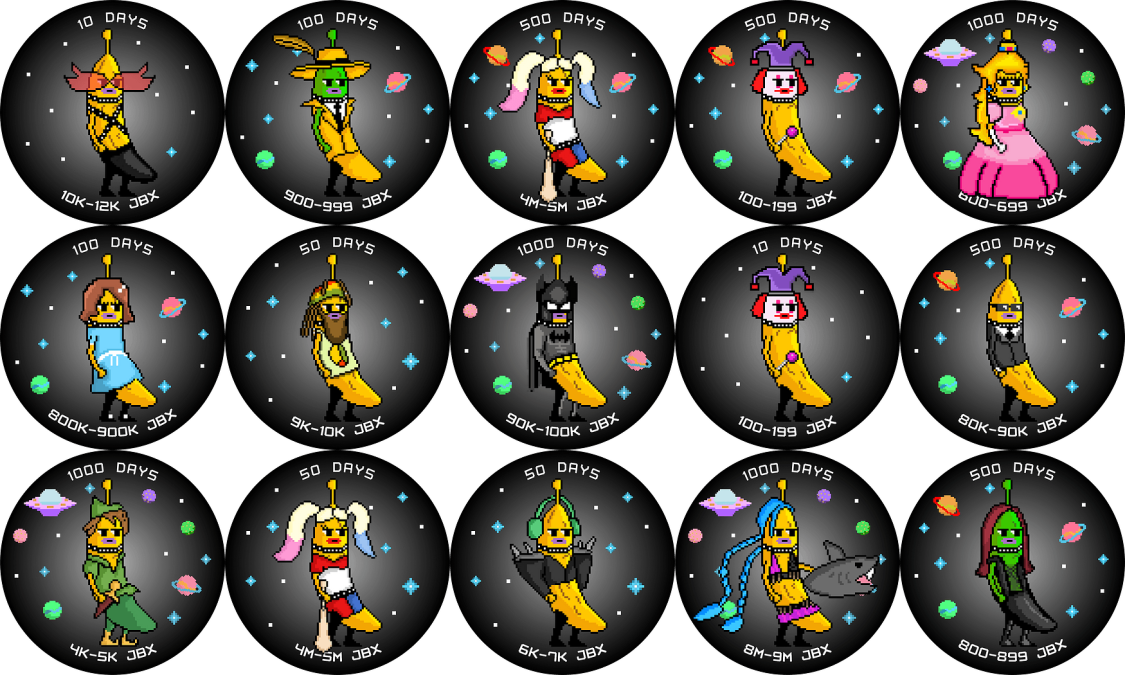 10 DAYS
10K-12K JBX
100 DAYS
900-999 JBX
500 DAYS
4M-5M JBX
500 DAYS
100-199 JBX
1000 DAYS
600-699 JBX
100 DAYS
800K-900K JBX
50 DAYS
9K-10K JBX
1000 DAYS
90K-100K JBX
10 DAYS
100-199 JBX
500 DAYS
80K-90K JBX
1000 DAYS
4K-5K JBX
50 DAYS
4M-5M JBX
50 DAYS
6K-7K JBX
1000 DAYS
8M-9M JBX
500 DAYS
800-899 JBX